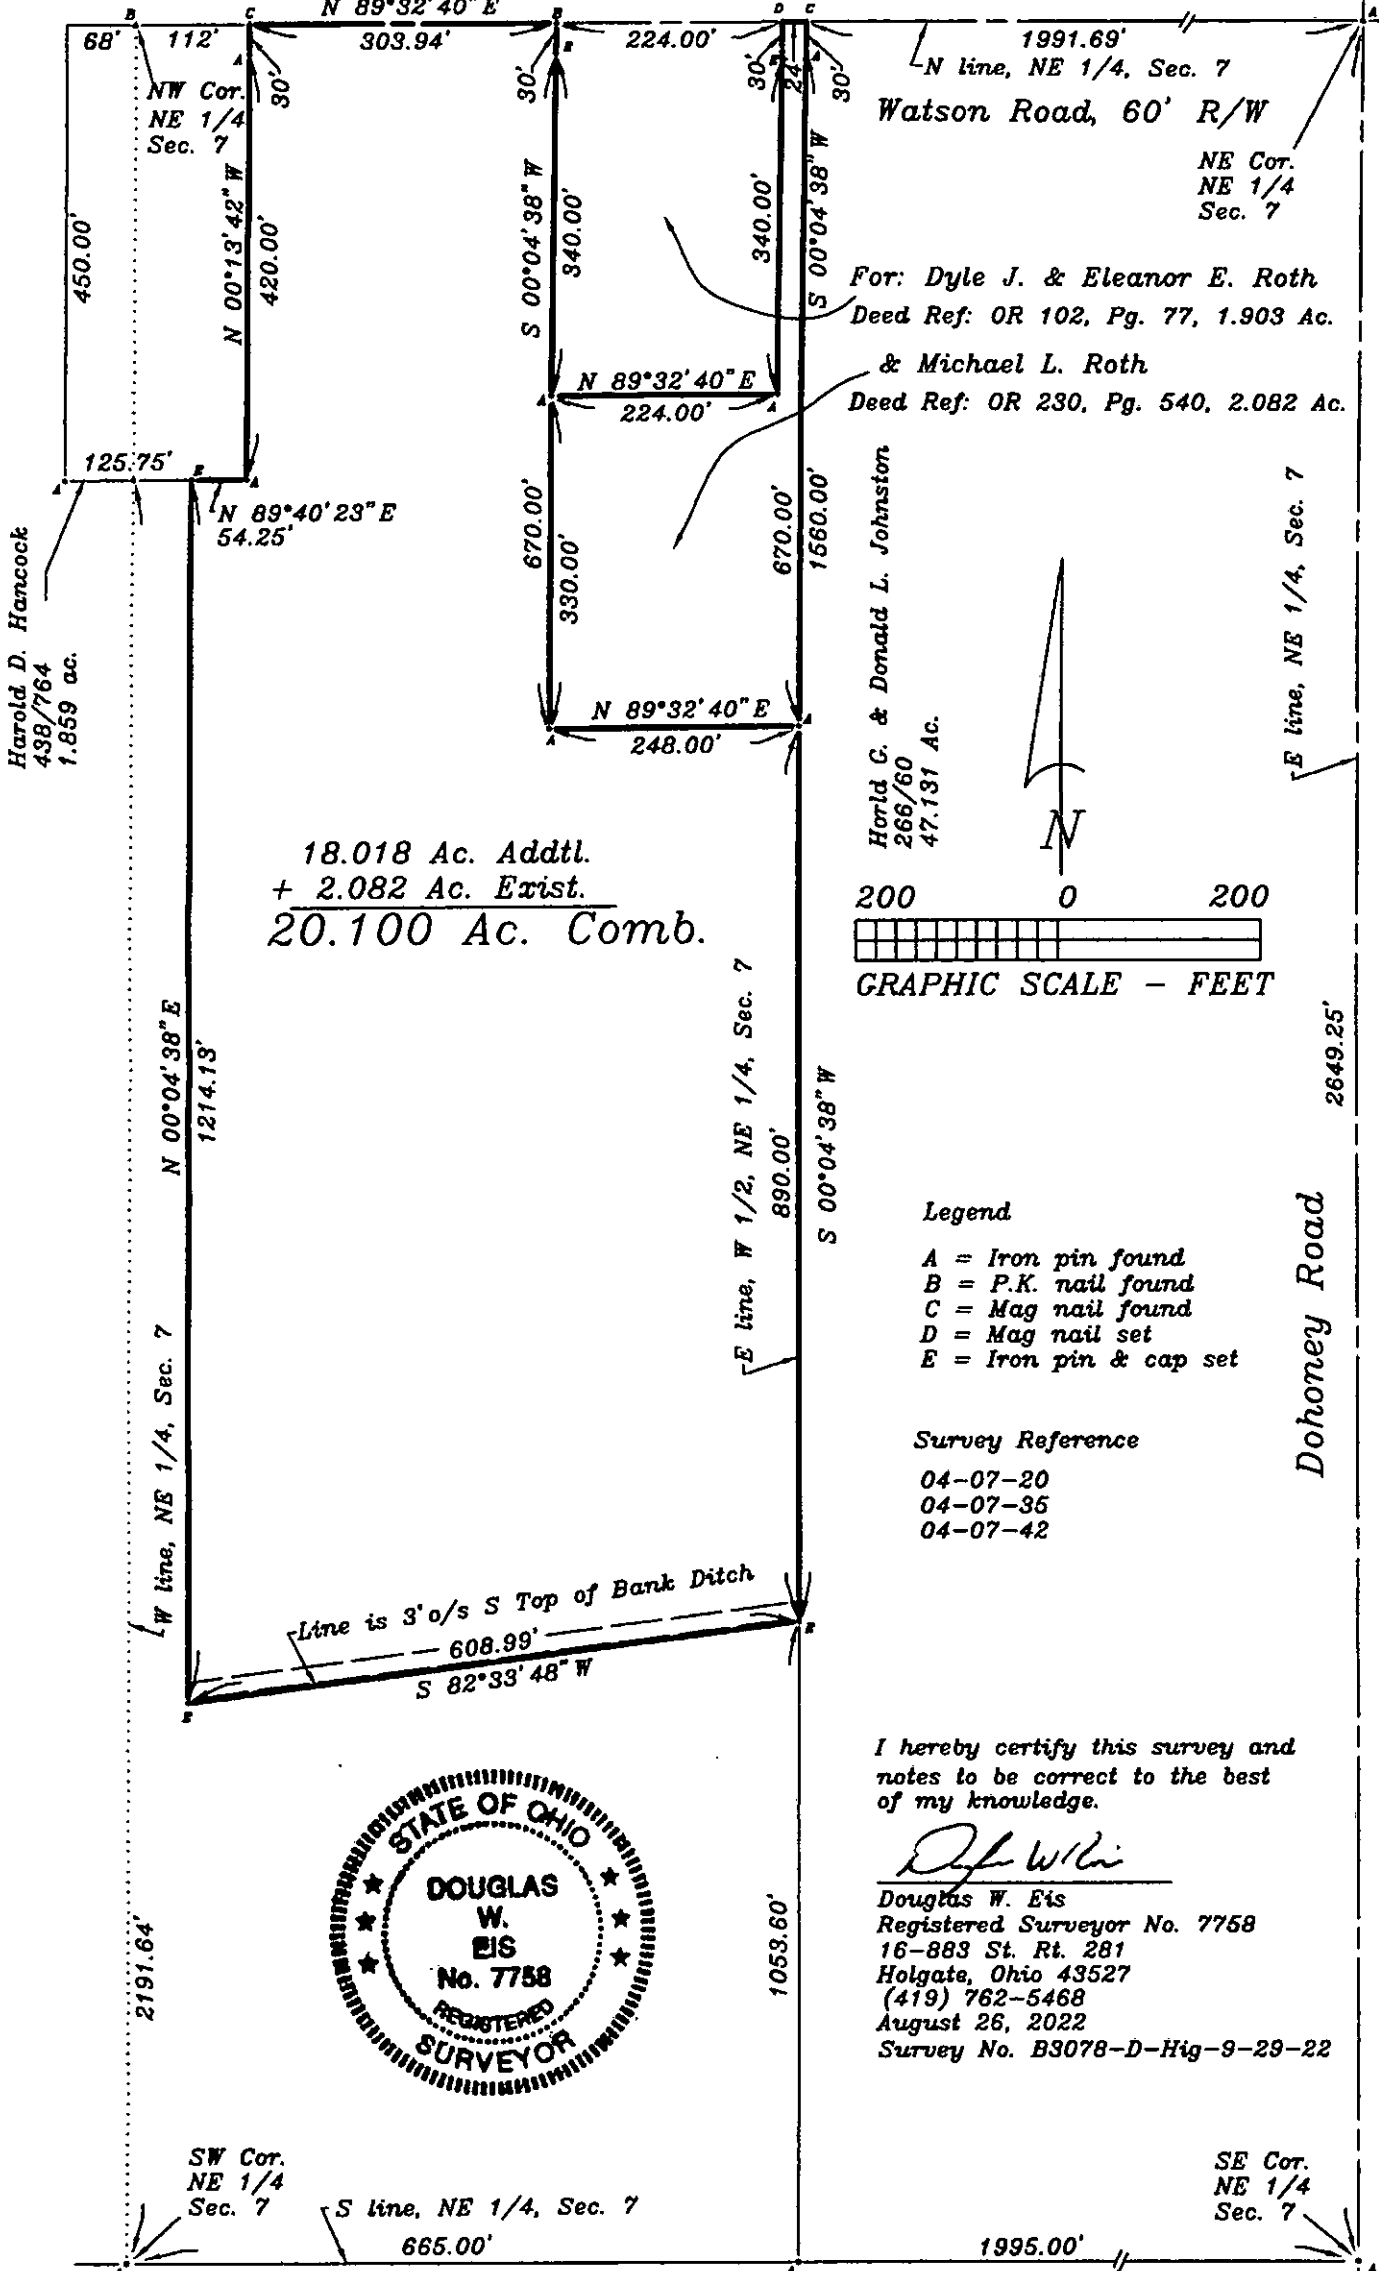 N 89°32'40" E
B
C
B
D
C
A
68'
112'
303.94'
224.00'
24'
1991.69'
N line, NE 1/4, Sec. 7
30'
30'
30'
30'
A
E
E
A
NW Cor.
NE 1/4
Sec. 7
Watson Road, 60' R/W
NE Cor.
NE 1/4
Sec. 7
450.00'
N 00°13'42" W
420.00'
S 00°04'38" W
340.00'
340.00'
S 00°04'38" W
For: Dyle J. & Eleanor E. Roth
Deed Ref: OR 102, Pg. 77, 1.903 Ac.
& Michael L. Roth
Deed Ref: OR 230, Pg. 540, 2.082 Ac.
N 89°32'40" E
224.00'
A
A
125.75'
A
E
A
N 89°40'23" E
54.25'
Harold D. Hancock
438/764
1.859 ac.
670.00'
330.00'
670.00'
1560.00'
Horld G. & Donald L. Johnston
266/60
47.131 Ac.
E line, NE 1/4, Sec. 7
N 89°32'40" E
248.00'
A
A
N
18.018 Ac. Addtl.
+ 2.082 Ac. Exist.
20.100 Ac. Comb.
200 0 200
GRAPHIC SCALE - FEET
N 00°04'38" E
1214.13'
E line, W 1/2, NE 1/4, Sec. 7
890.00'
S 00°04'38" W
2649.25'
Dohoney Road
Legend
A = Iron pin found
B = P.K. nail found
C = Mag nail found
D = Mag nail set
E = Iron pin & cap set
Survey Reference
04-07-20
04-07-35
04-07-42
W line, NE 1/4, Sec. 7
Line is 3' o/s S Top of Bank Ditch
608.99'
S 82°33'48" W
E
E
I hereby certify this survey and
notes to be correct to the best
of my knowledge.
Douglas W. Eis
Registered Surveyor No. 7758
16-883 St. Rt. 281
Holgate, Ohio 43527
(419) 762-5468
August 26, 2022
Survey No. B3078-D-Hig-9-29-22
STATE OF OHIO
DOUGLAS
W.
EIS
No. 7758
REGISTERED
SURVEYOR
2191.64'
1053.60'
SW Cor.
NE 1/4
Sec. 7
S line, NE 1/4, Sec. 7
665.00'
1995.00'
SE Cor.
NE 1/4
Sec. 7
A
A
A